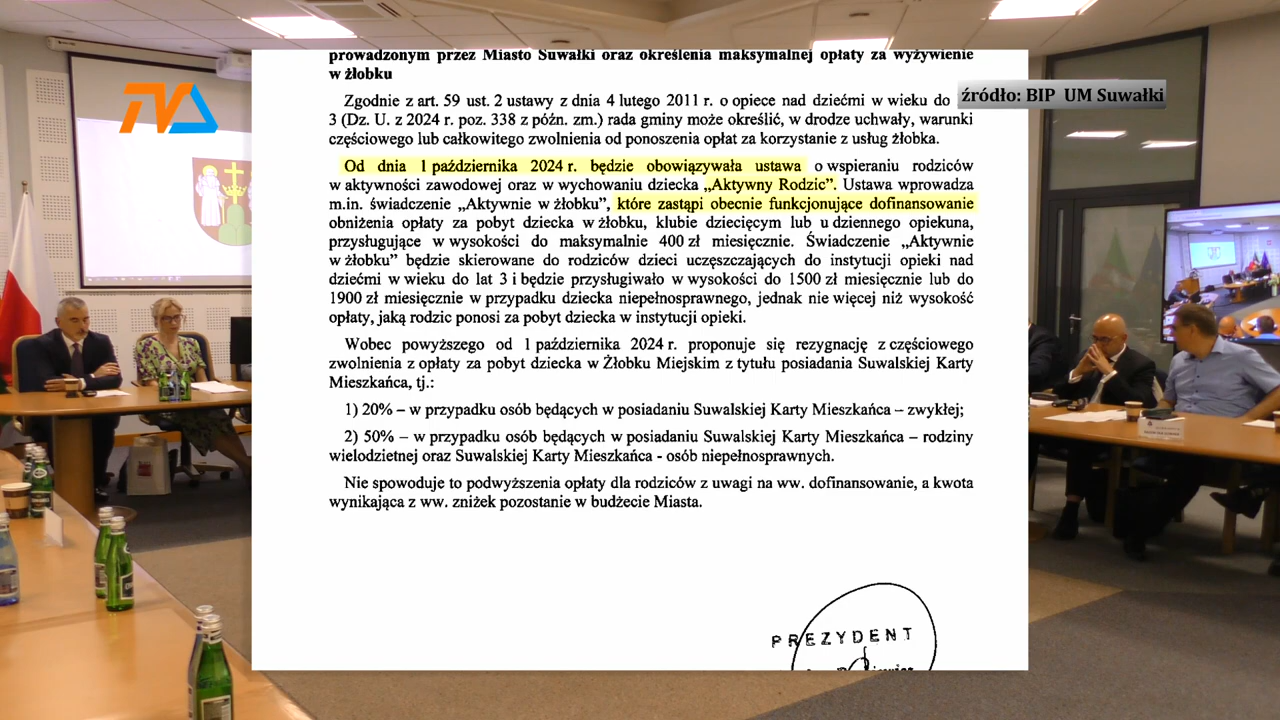 TVA
źródło: BIP UM Suwałki
prowadzonym przez Miasto Suwałki oraz określenia maksymalnej opłaty za wyżywienie
w żłobku
Zgodnie z art. 59 ust. 2 ustawy z dnia 4 lutego 2011 r. o opiece nad dziećmi w wieku do
3 (Dz. U. z 2024 r. poz. 338 z późn. zm.) rada gminy może określić, w drodze uchwały, warunki
częściowego lub całkowitego zwolnienia od ponoszenia opłat za korzystanie z usług żłobka.
Od dnia 1 października 2024 r. będzie obowiązywała ustawa o wspieraniu rodziców
w aktywności zawodowej oraz w wychowaniu dziecka „Aktywny Rodzic”. Ustawa wprowadza
m.in. świadczenie „Aktywnie w żłobku”, które zastąpi obecnie funkcjonujące dofinansowanie
obniżenia opłaty za pobyt dziecka w żłobku, klubie dziecięcym lub u dziennego opiekuna,
przysługujące w wysokości do maksymalnie 400 zł miesięcznie. Świadczenie „Aktywnie
w żłobku” będzie skierowane do rodziców dzieci uczęszczających do instytucji opieki nad
dziećmi w wieku do lat 3 i będzie przysługiwało w wysokości do 1500 zł miesięcznie lub do
1900 zł miesięcznie w przypadku dziecka niepełnosprawnego, jednak nie więcej niż wysokość
opłaty, jaką rodzic ponosi za pobyt dziecka w instytucji opieki.
Wobec powyższego od 1 października 2024 r. proponuje się rezygnację z częściowego
zwolnienia z opłaty za pobyt dziecka w Żłobku Miejskim z tytułu posiadania Suwalskiej Karty
Mieszkańca, tj.:
1) 20% – w przypadku osób będących w posiadaniu Suwalskiej Karty Mieszkańca – zwykłej;
2) 50% – w przypadku osób będących w posiadaniu Suwalskiej Karty Mieszkańca – rodziny
wielodzietnej oraz Suwalskiej Karty Mieszkańca - osób niepełnosprawnych.
Nie spowoduje to podwyższenia opłaty dla rodziców z uwagi na ww. dofinansowanie, a kwota
wynikająca z ww. zniżek pozostanie w budżecie Miasta.
PREZYDENT